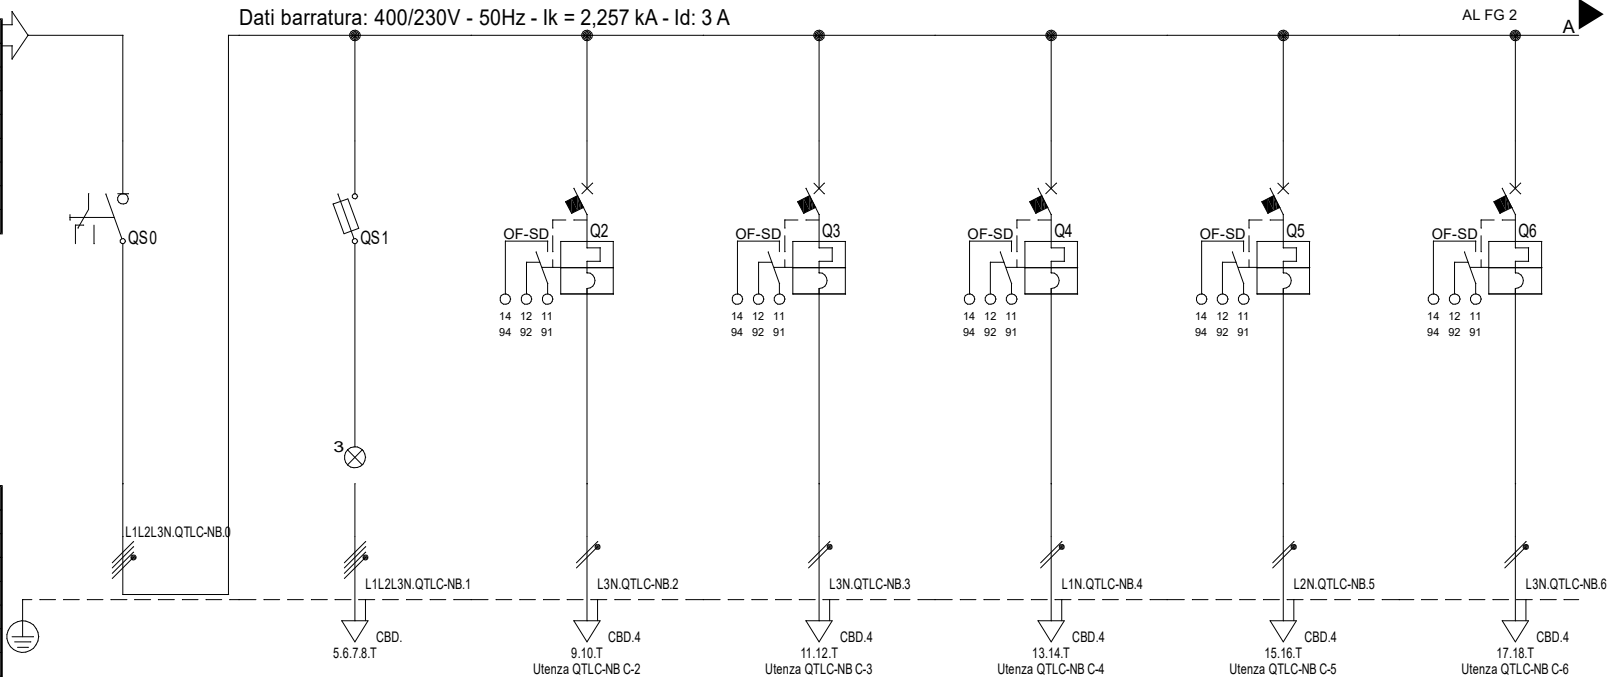 Dati barratura: 400/230V - 50Hz - Ik = 2,257 kA - Id: 3 A
AL FG 2
A
QS0
QS1
OF-SD Q2
OF-SD Q3
OF-SD Q4
OF-SD Q5
OF-SD Q6
14 12 11
94 92 91
14 12 11
94 92 91
14 12 11
94 92 91
14 12 11
94 92 91
14 12 11
94 92 91
3
L1L2L3N.QTLC-NB.0
L1L2L3N.QTLC-NB.1
L3N.QTLC-NB.2
L3N.QTLC-NB.3
L1N.QTLC-NB.4
L2N.QTLC-NB.5
L3N.QTLC-NB.6
CBD.
5.6.7.8.T
CBD.4
9.10.T
Utenza QTLC-NB C-2
CBD.4
11.12.T
Utenza QTLC-NB C-3
CBD.4
13.14.T
Utenza QTLC-NB C-4
CBD.4
15.16.T
Utenza QTLC-NB C-5
CBD.4
17.18.T
Utenza QTLC-NB C-6